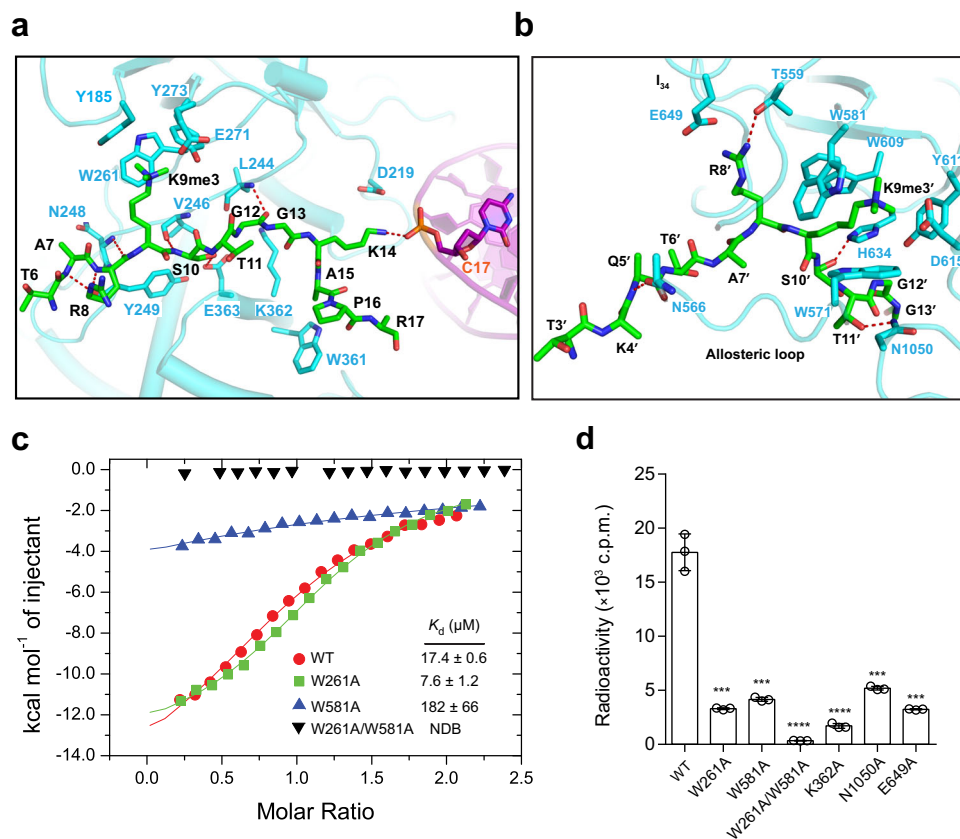 a
Y185
Y273
E271
W261
K9me3
L244
D219
N248
V246
G12
G13
A7
S10
T11
K14
C17
T6
R8
Y249
E363
K362
A15
P16
R17
W361
b
I34
T559
E649
W581
W609
Y611
R8′
K9me3′
T6′
Q5′
A7′
S10′
H634
D615
N566
W571
G12′
G13′
T3′
K4′
T11′
N1050
Allosteric loop
c
kcal mol⁻¹ of injectant
0.0
-2.0
-4.0
-6.0
-8.0
-10.0
-12.0
-14.0
Kd (μM)
WT 17.4 ± 0.6
W261A 7.6 ± 1.2
W581A 182 ± 66
W261A/W581A NDB
0.0 0.5 1.0 1.5 2.0 2.5
Molar Ratio
d
Radioactivity (×10³ c.p.m.)
25
20
15
10
5
0
*** *** **** **** *** ***
WT
W261A
W581A
W261A/W581A
K362A
N1050A
E649A